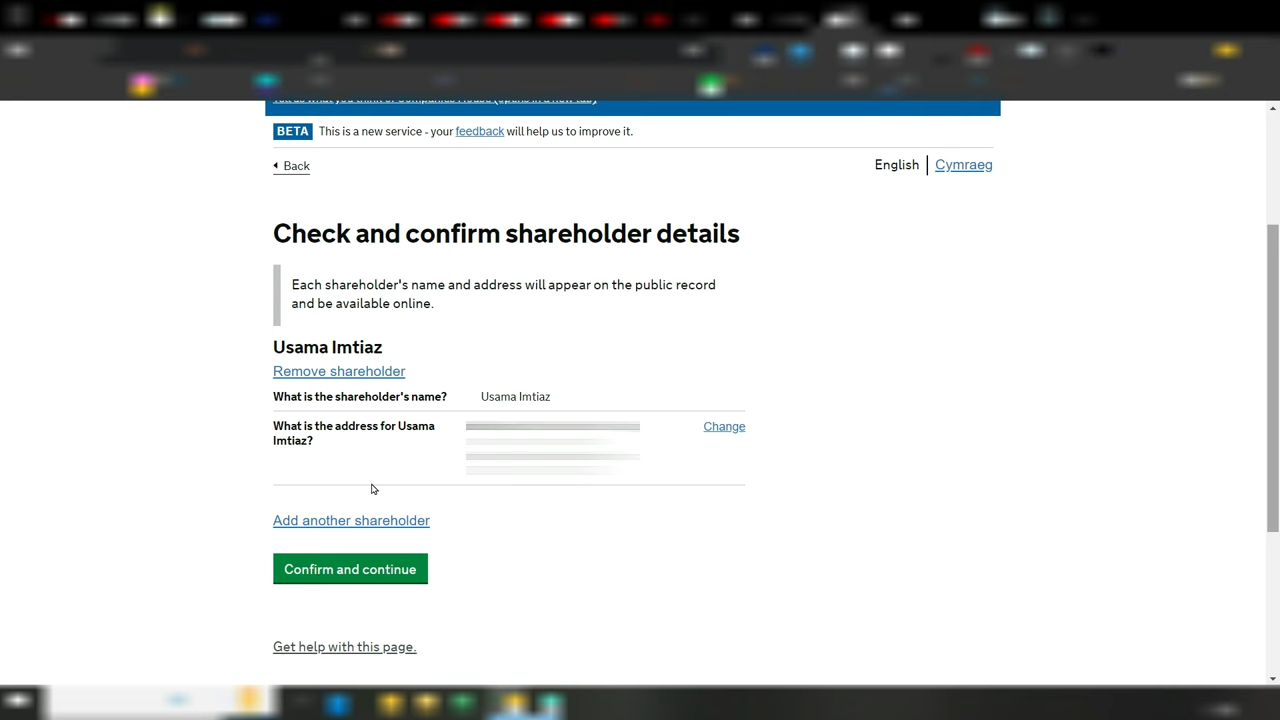 BETA This is a new service - your feedback will help us to improve it.
Back
English Cymraeg
Check and confirm shareholder details
Each shareholder's name and address will appear on the public record
and be available online.
Usama Imtiaz
Remove shareholder
What is the shareholder's name? Usama Imtiaz
What is the address for Usama Change
Imtiaz?
Add another shareholder
Confirm and continue
Get help with this page.